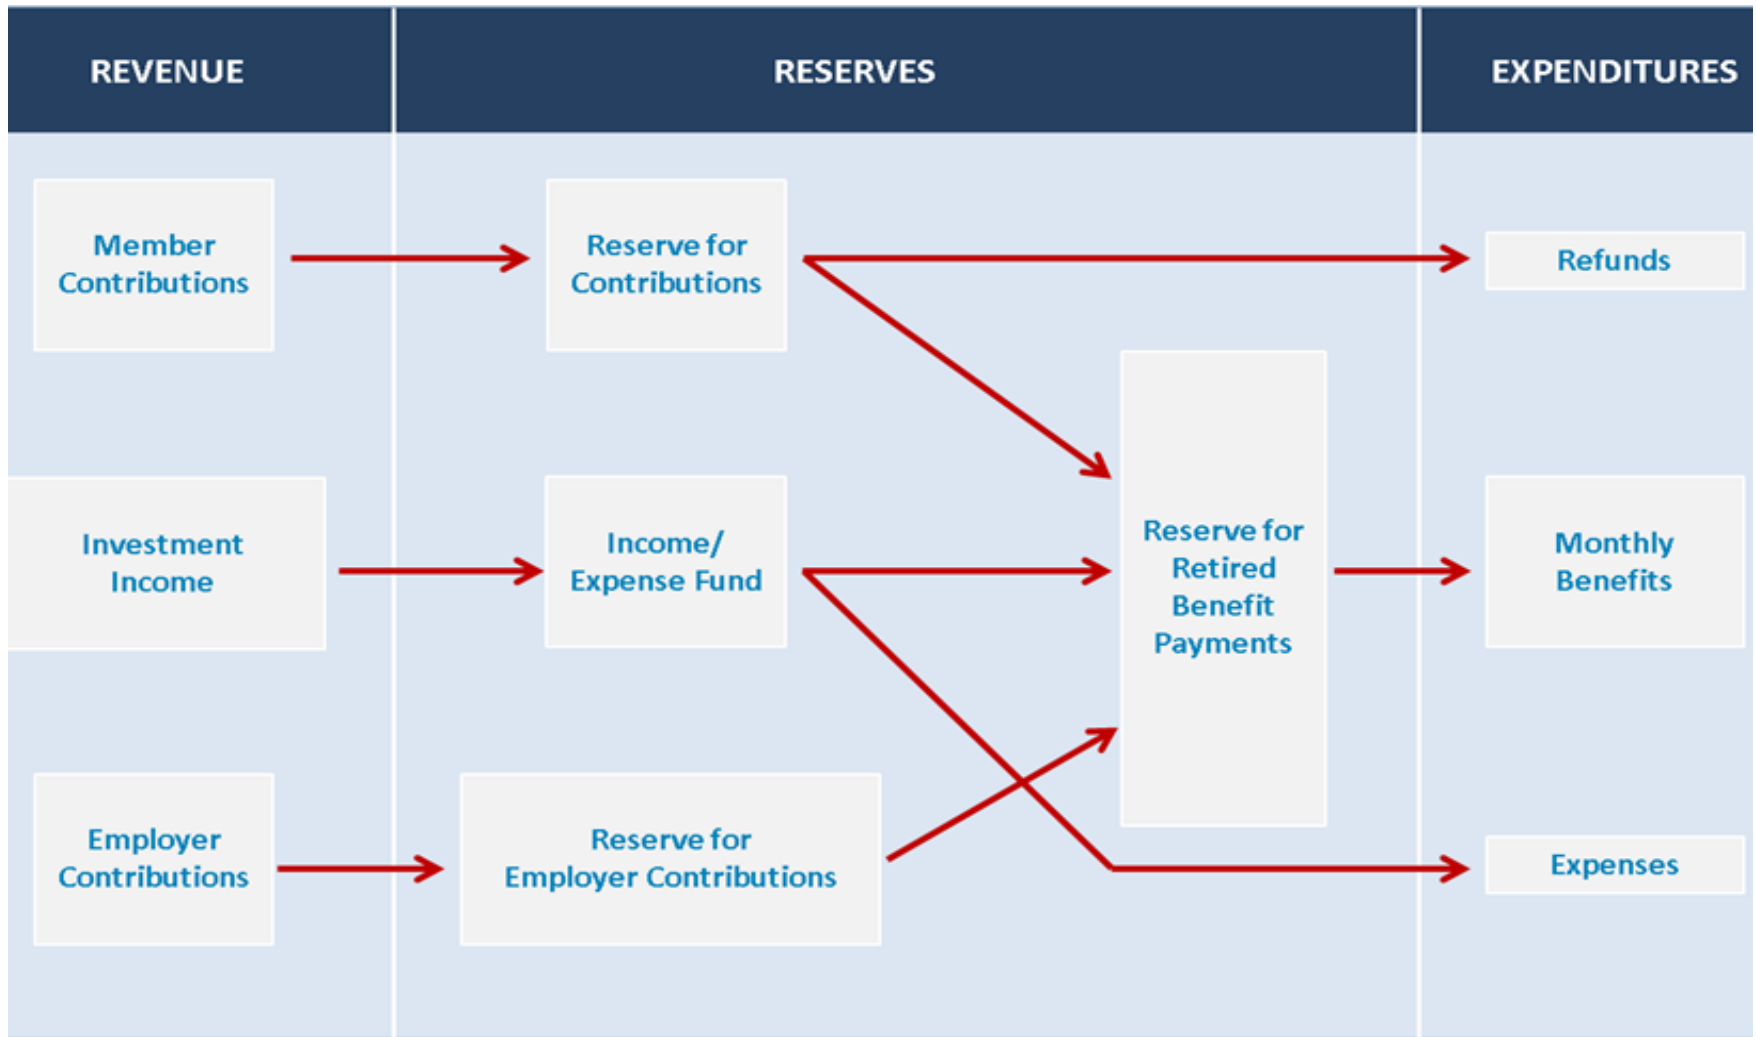 REVENUE
RESERVES
EXPENDITURES
Member
Contributions
Reserve for
Contributions
Refunds
Investment
Income
Income/
Expense Fund
Reserve for
Retired
Benefit
Payments
Monthly
Benefits
Employer
Contributions
Reserve for
Employer Contributions
Expenses